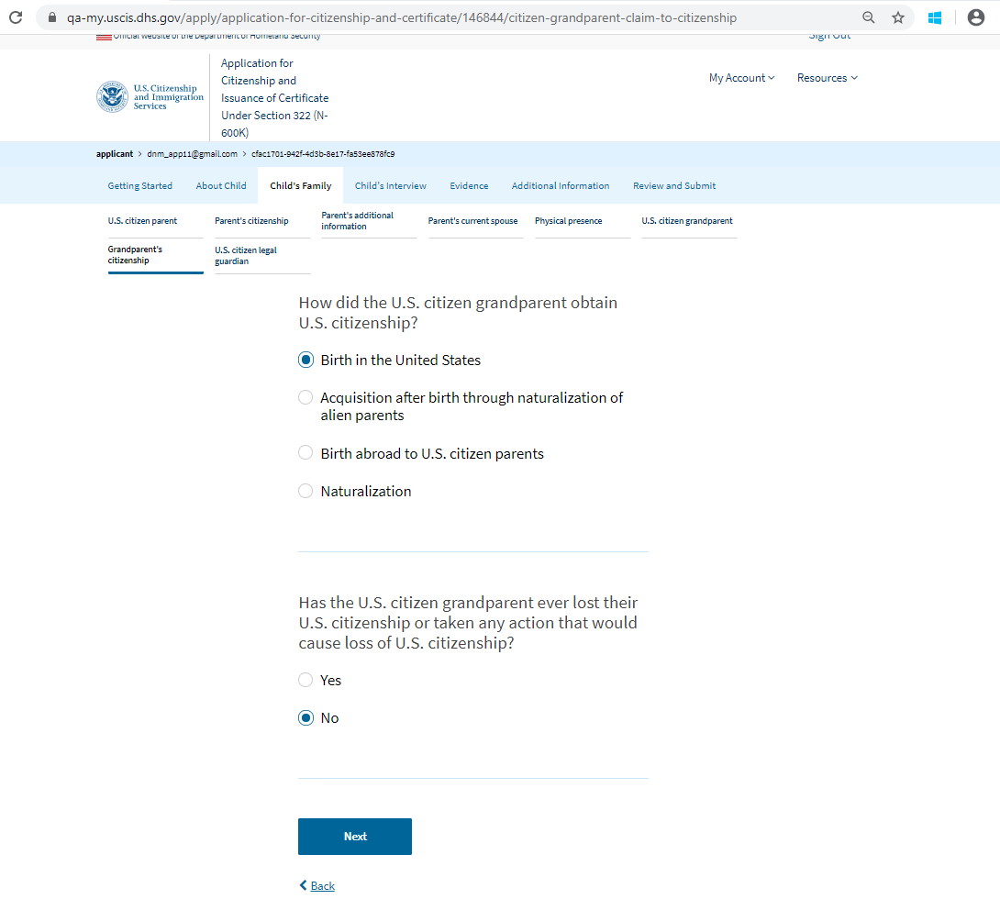 qa-my.uscis.dhs.gov/apply/application-for-citizenship-and-certificate/146844/citizen-grandparent-claim-to-citizenship
Official website of the Department of Homeland Security
Sign Out
U.S. Citizenship
and Immigration
Services
Application for
Citizenship and
Issuance of Certificate
Under Section 322 (N-
600K)
My Account
Resources
applicant > dnm_app11@gmail.com > cfac1701-942f-4d3b-8e17-fa53ee878fc9
Getting Started
About Child
Child's Family
Child's Interview
Evidence
Additional Information
Review and Submit
U.S. citizen parent
Parent's citizenship
Parent's additional
information
Parent's current spouse
Physical presence
U.S. citizen grandparent
Grandparent's
citizenship
U.S. citizen legal
guardian
How did the U.S. citizen grandparent obtain
U.S. citizenship?
Birth in the United States
Acquisition after birth through naturalization of
alien parents
Birth abroad to U.S. citizen parents
Naturalization
Has the U.S. citizen grandparent ever lost their
U.S. citizenship or taken any action that would
cause loss of U.S. citizenship?
Yes
No
Next
Back